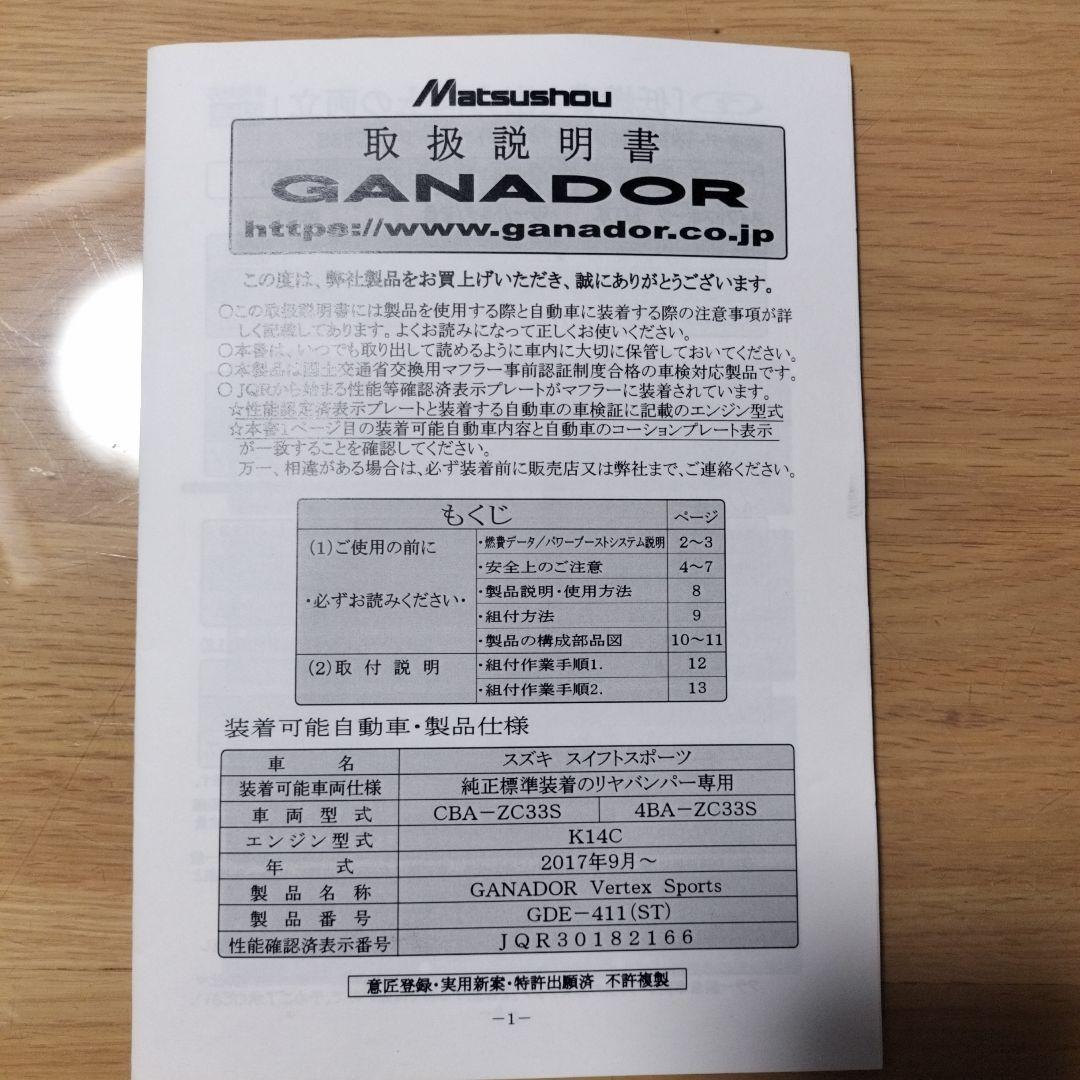 Matsushou
取扱説明書
GANADOR
https://www.ganador.co.jp
この度は、弊社製品をお買上げいただき、誠にありがとうございます。
○この取扱説明書には製品を使用する際と自動車に装着する際の注意事項が詳
しく記載してあります。よくお読みになって正しくお使いください。
○本書は、いつでも取り出して読めるように車内に大切に保管しておいてください。
○本製品は国土交通省交換用マフラー事前認証制度合格の車検対応製品です。
○JQRから始まる性能等確認済表示プレートがマフラーに装着されています。
☆性能認定済表示プレートと装着する自動車の車検証に記載のエンジン型式
☆本書1ページ目の装着可能自動車内容と自動車のコーションプレート表示
が一致することを確認してください。
万一、相違がある場合は、必ず装着前に販売店又は弊社まで、ご連絡ください。
もくじ ページ
(1)ご使用の前に ・燃費データ/パワーブーストシステム説明 2〜3
・安全上のご注意 4〜7
・必ずお読みください・ ・製品説明・使用方法 8
・組付方法 9
・製品の構成部品図 10〜11
(2)取付説明 ・組付作業手順1. 12
・組付作業手順2. 13
装着可能自動車・製品仕様
車名 スズキ スイフトスポーツ
装着可能車両仕様 純正標準装着のリヤバンパー専用
車両型式 CBA-ZC33S 4BA-ZC33S
エンジン型式 K14C
年式 2017年9月〜
製品名称 GANADOR Vertex Sports
製品番号 GDE-411(ST)
性能確認済表示番号 JQR30182166
意匠登録・実用新案・特許出願済 不許複製
-1-